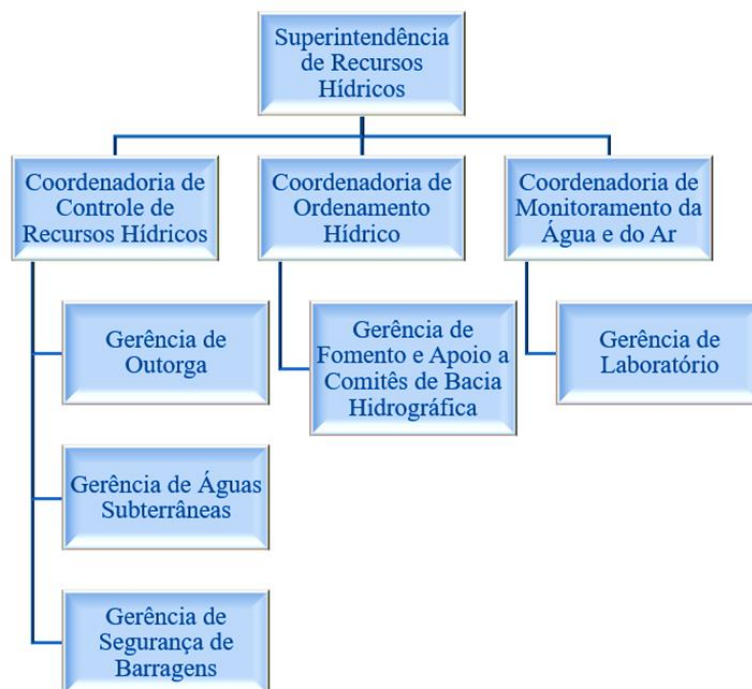 Superintendência
de Recursos
Hídricos
Coordenadoria de
Controle de
Recursos Hídricos
Coordenadoria de
Ordenamento
Hídrico
Coordenadoria de
Monitoramento da
Água e do Ar
Gerência de
Outorga
Gerência de
Fomento e Apoio a
Comitês de Bacia
Hidrográfica
Gerência de
Laboratório
Gerência de Águas
Subterrâneas
Gerência de
Segurança de
Barragens